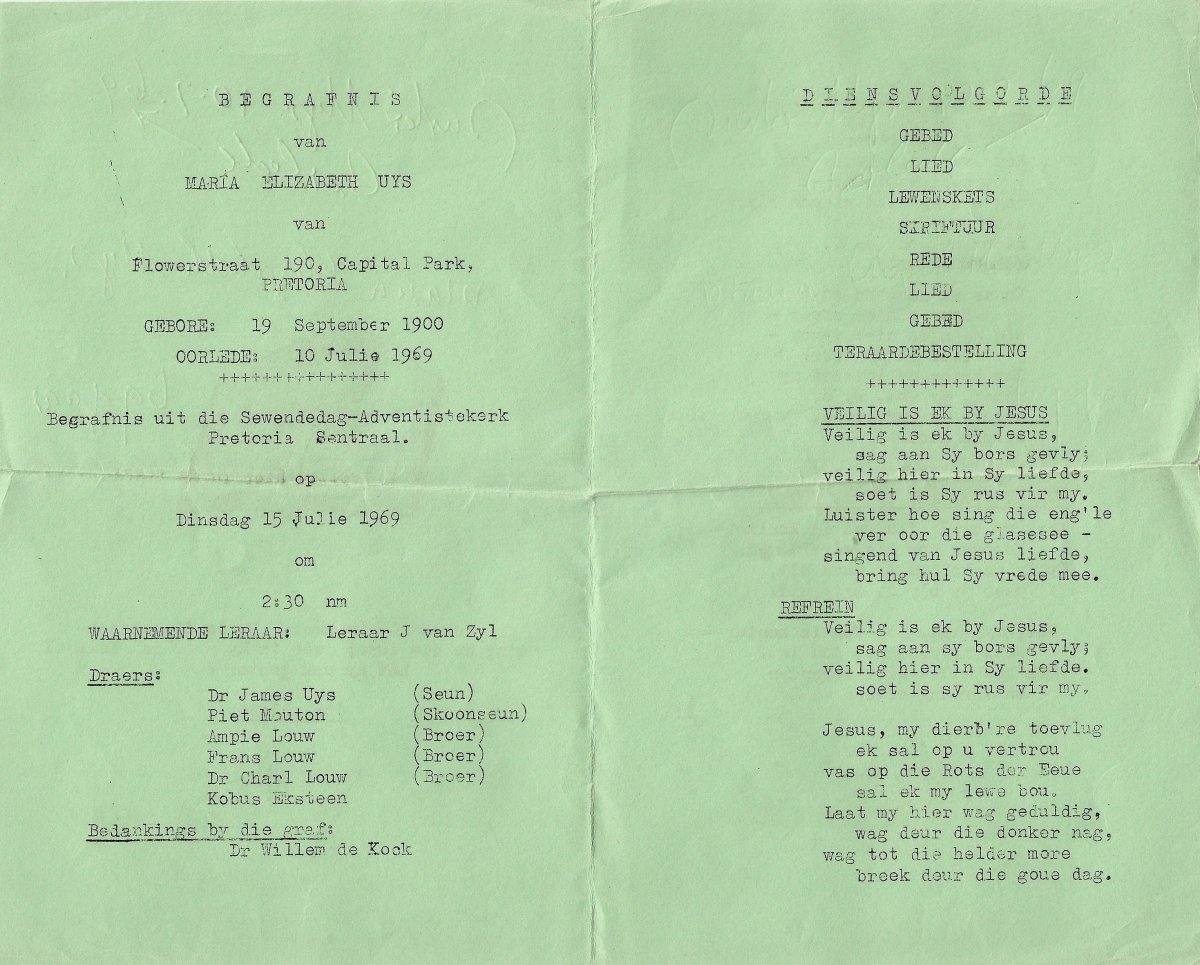 B E G R A F N I S
van
MARIA ELIZABETH UYS
van
Flowerstraat 190, Capital Park,
PRETORIA
GEBORE: 19 September 1900
OORLEDE: 10 Julie 1969
++++++++++++++++
Begrafnis uit die Sewendedag-Adventistekerk
Pretoria Sentraal.
op
Dinsdag 15 Julie 1969
om
2:30 nm
WAARNEMENDE LERAAR: Leraar J van Zyl
Draers:
Dr James Uys (Seun)
Piet Mouton (Skoonseun)
Ampie Louw (Broer)
Frans Louw (Broer)
Dr Charl Louw (Broer)
Kobus Eksteen
Bedankings by die graf:
Dr Willem de Kock
D I E N S V O L G O R D E
GEBED
LIED
LEWENSKETS
SKRIFTUUR
REDE
LIED
GEBED
TERAARDEBESTELLING
+++++++++++++
VEILIG IS EK BY JESUS
Veilig is ek by Jesus,
sag aan Sy bors gevly;
veilig hier in Sy liefde,
soet is Sy rus vir my.
Luister hoe sing die eng'le
ver oor die glasesee -
singend van Jesus liefde,
bring hul Sy vrede mee.
REFREIN
Veilig is ek by Jesus,
sag aan sy bors gevly;
veilig hier in Sy liefde.
soet is sy rus vir my.
Jesus, my dierb're toevlug
ek sal op u vertrou
vas op die Rots der Eeue
sal ek my lewe bou.
Laat my hier wag geduldig,
wag deur die donker nag,
wag tot die helder more
breek deur die goue dag.